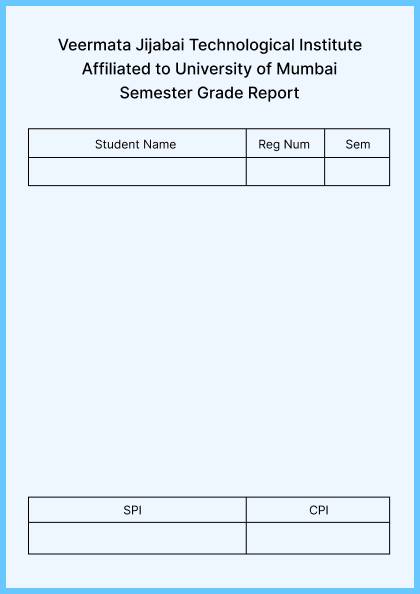 Veermata Jijabai Technological Institute
Affiliated to University of Mumbai
Semester Grade Report
Student Name Reg Num Sem
SPI CPI